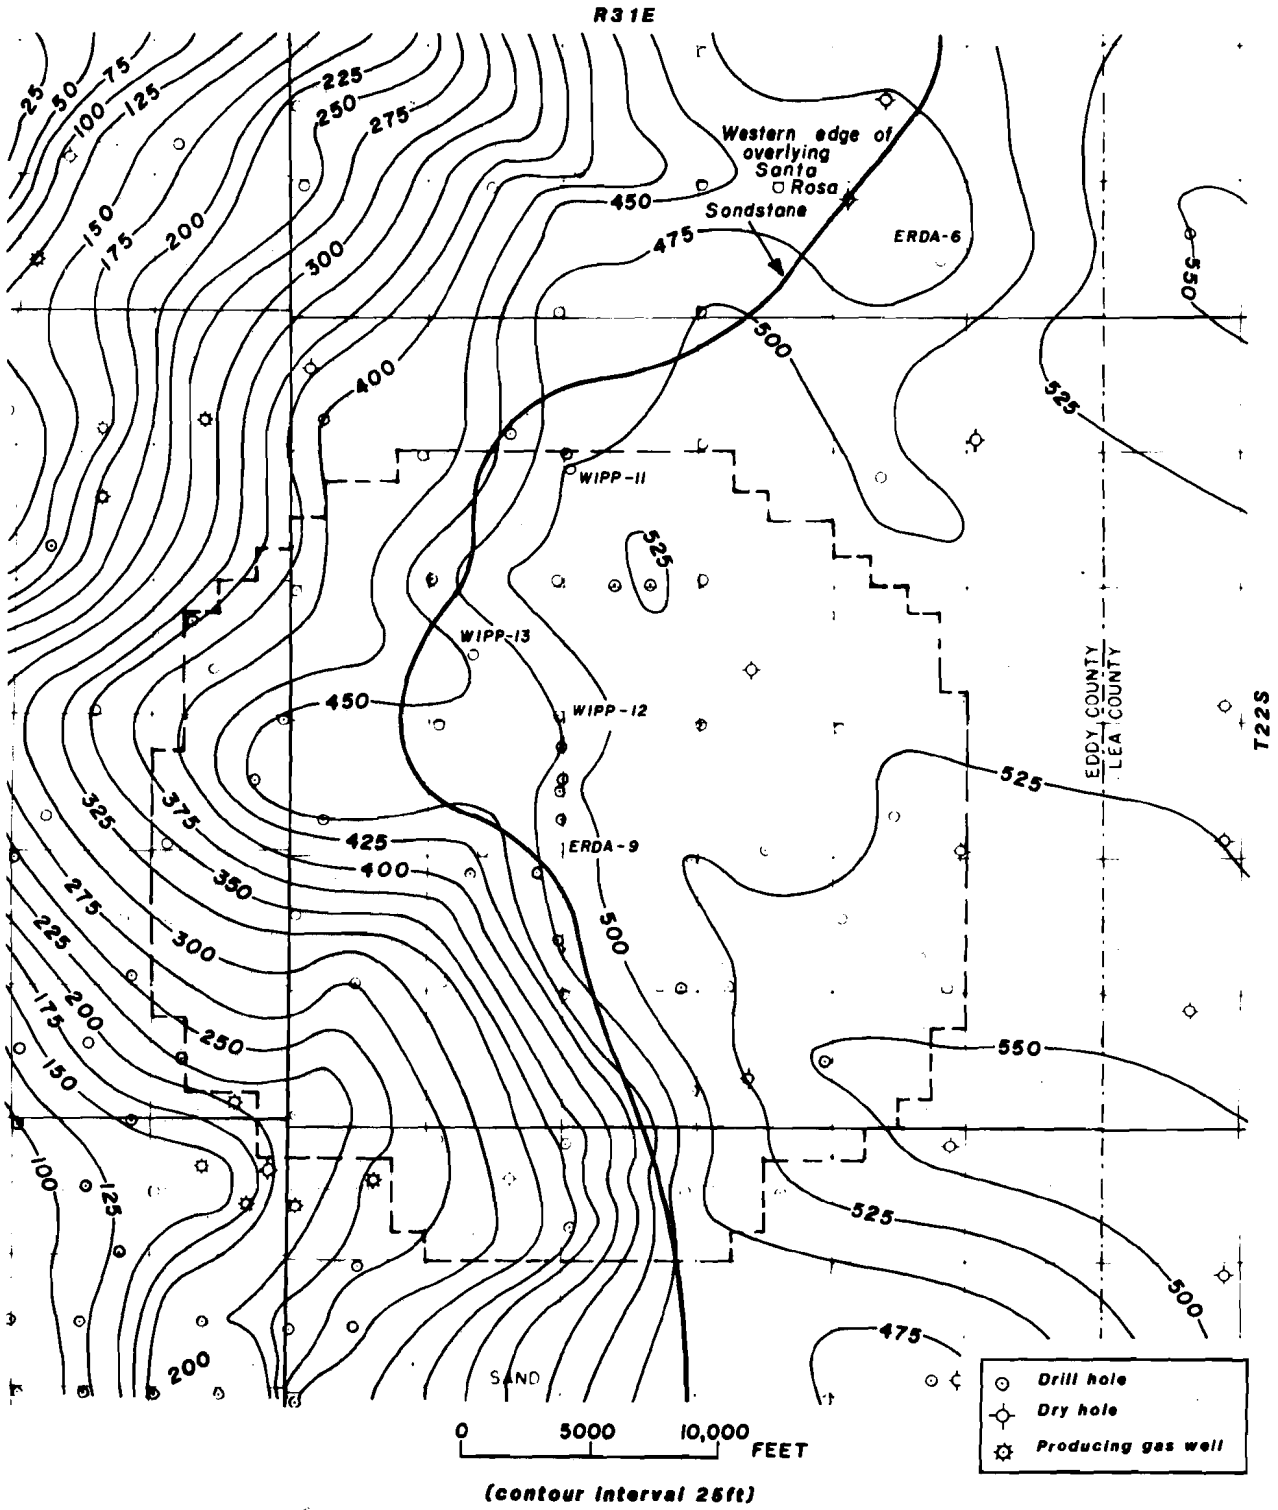 R31E
25
50
75
100
125
225
250
275
150
175
200
300
Western edge of
overlying
Santa
Rosa
Sondstane
450
475
ERDA-6
550
500
400
525
WIPP-11
525
WIPP-13
450
WIPP-12
EDDY COUNTY
LEA COUNTY
T22S
525
325
375
425
400
350
ERDA-9
275
225
300
500
200
175
250
150
550
100
125
525
500
475
200
SAND
Drill hole
Dry hole
Producing gas well
0 5000 10,000
FEET
(contour interval 25ft)